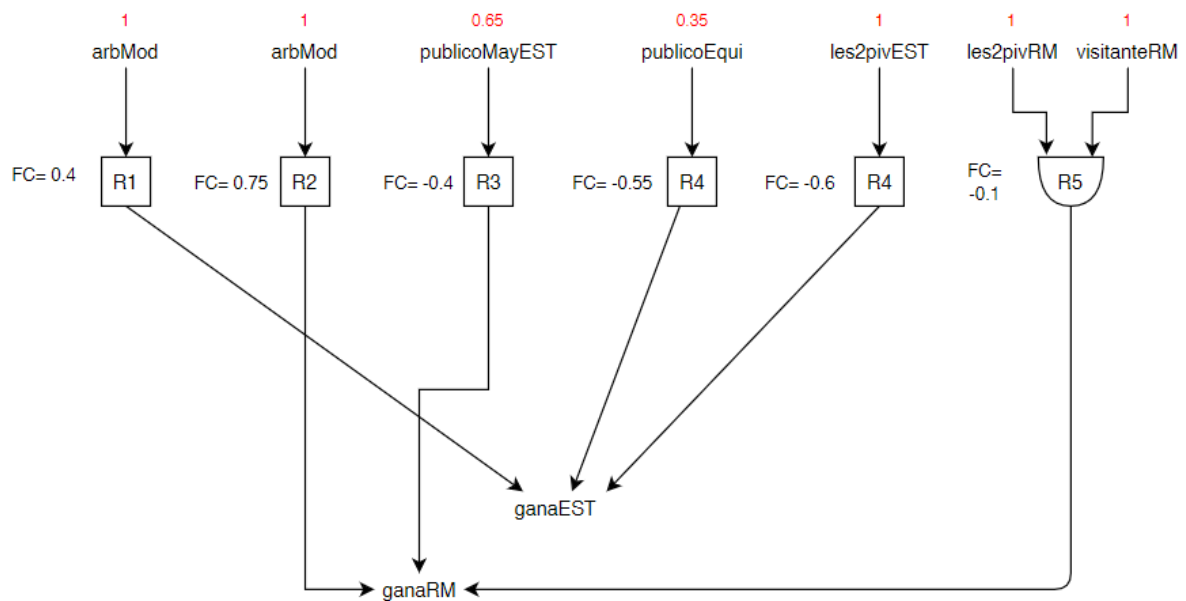 1 1 0.65 0.35 1 1 1
arbMod arbMod publicoMayEST publicoEqui les2pivEST les2pivRM visitanteRM
FC= 0.4 R1 FC= 0.75 R2 FC= -0.4 R3 FC= -0.55 R4 FC= -0.6 R4 FC= -0.1 R5
ganaEST
ganaRM